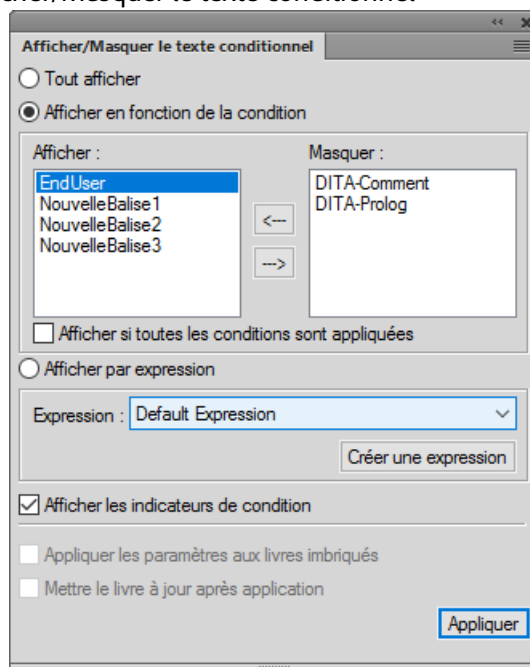 Afficher/Masquer le texte conditionnel
Tout afficher
Afficher en fonction de la condition
Afficher :
Masquer :
EndUser
NouvelleBalise1
NouvelleBalise2
NouvelleBalise3
<---
--->
DITA-Comment
DITA-Prolog
Afficher si toutes les conditions sont appliquées
Afficher par expression
Expression : Default Expression
Créer une expression
Afficher les indicateurs de condition
Appliquer les paramètres aux livres imbriqués
Mettre le livre à jour après application
Appliquer